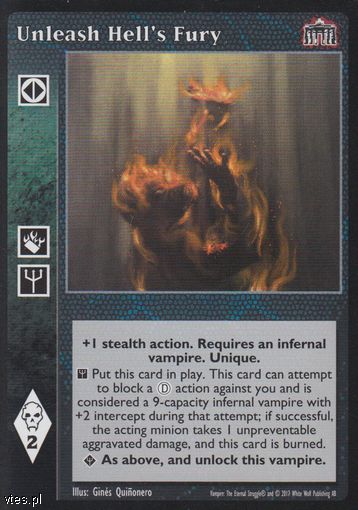 Unleash Hell's Fury
+1 stealth action. Requires an infernal
vampire. Unique.
Put this card in play. This card can attempt
to block a Ⓓ action against you and is
considered a 9-capacity infernal vampire with
+2 intercept during that attempt; if successful,
the acting minion takes 1 unpreventable
aggravated damage, and this card is burned.
As above, and unlock this vampire.
2
Illus: Ginés Quiñonero
Vampire: The Eternal Struggle® and © 2017 White Wolf Publishing AB
vtes.pl